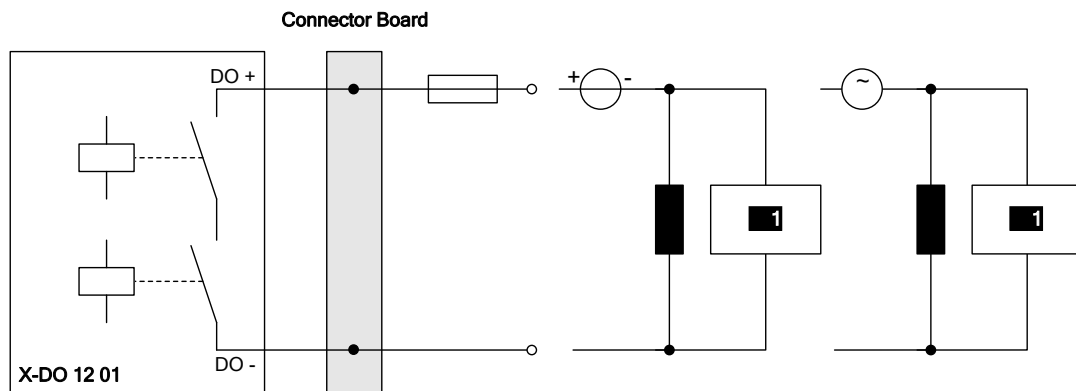 Connector Board
DO +
+ -
~
1
1
DO -
X-DO 12 01